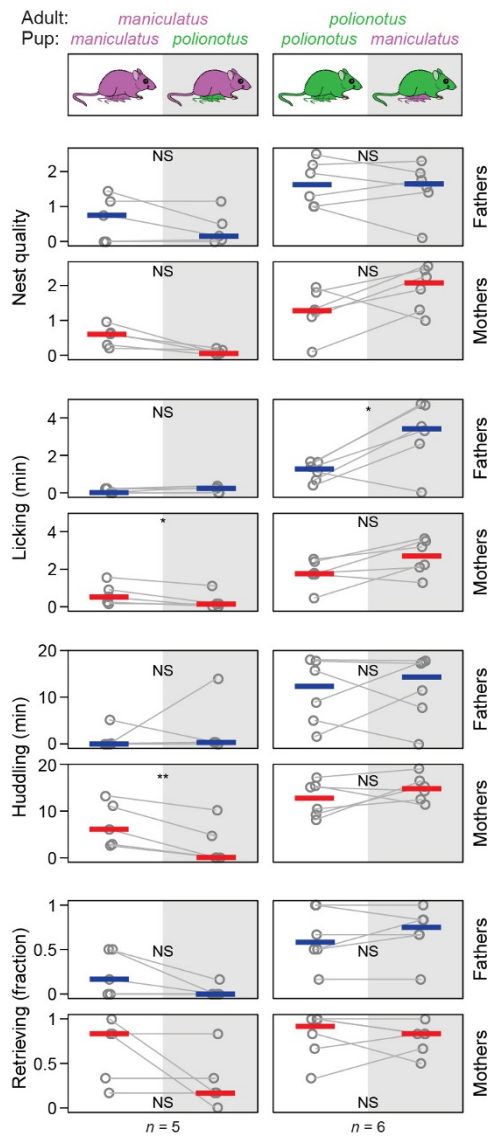 Adult: maniculatus polionotus
Pup: maniculatus polionotus polionotus maniculatus
Nest quality
2
1
0
NS
NS
Fathers
2
1
0
NS
NS
Mothers
Licking (min)
4
2
0
NS
*
Fathers
4
2
0
*
NS
Mothers
Huddling (min)
20
10
0
NS
NS
Fathers
20
10
0
**
NS
Mothers
Retrieving (fraction)
1
0.5
0
NS
NS
Fathers
1
0.5
0
NS
NS
Mothers
n = 5
n = 6